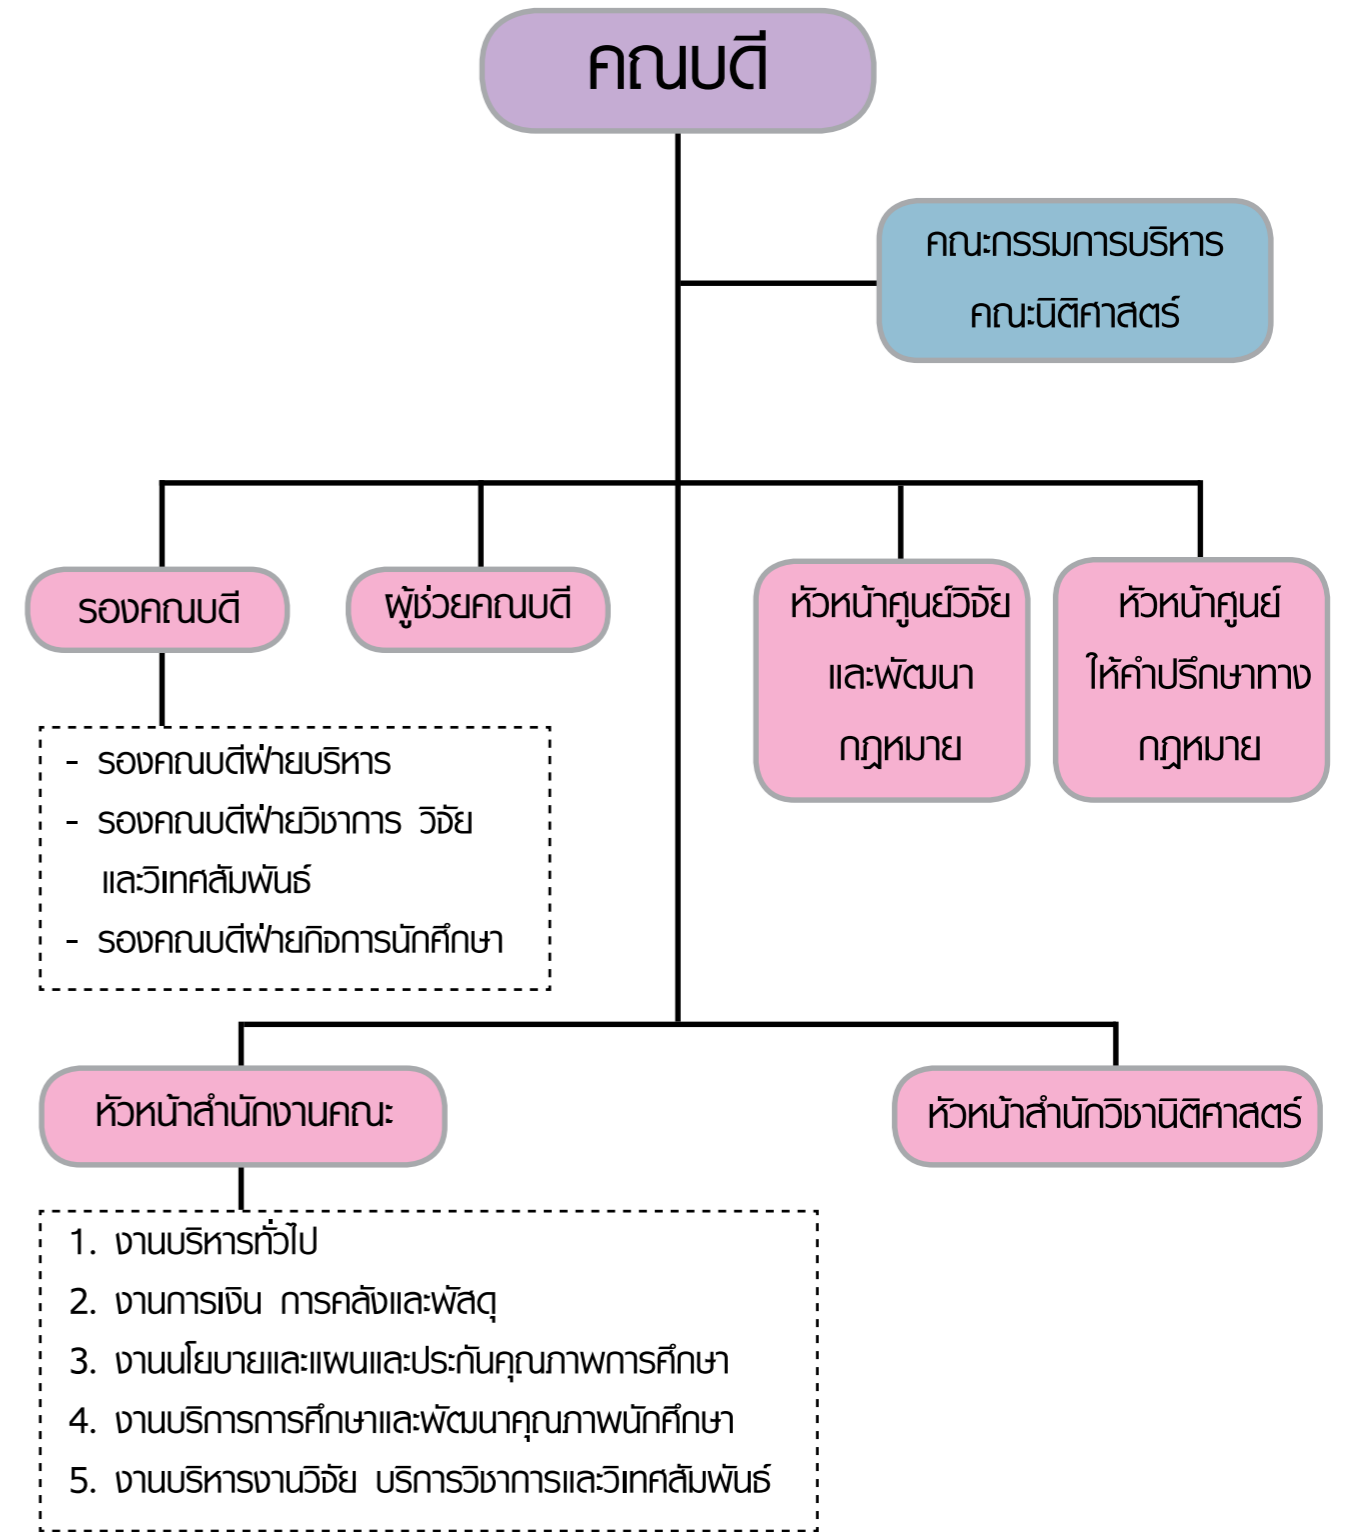 คณบดี
คณะกรรมการบริหาร
คณะนิติศาสตร์
รองคณบดี
ผู้ช่วยคณบดี
หัวหน้าศูนย์วิจัย
และพัฒนา
กฎหมาย
หัวหน้าศูนย์
ให้คำปรึกษาทาง
กฎหมาย
- รองคณบดีฝ่ายบริหาร
- รองคณบดีฝ่ายวิชาการ วิจัย
และวิเทศสัมพันธ์
- รองคณบดีฝ่ายกิจการนักศึกษา
หัวหน้าสำนักงานคณะ
หัวหน้าสำนักวิชานิติศาสตร์
1. งานบริหารทั่วไป
2. งานการเงิน การคลังและพัสดุ
3. งานนโยบายและแผนและประกันคุณภาพการศึกษา
4. งานบริการการศึกษาและพัฒนาคุณภาพนักศึกษา
5. งานบริหารงานวิจัย บริการวิชาการและวิเทศสัมพันธ์